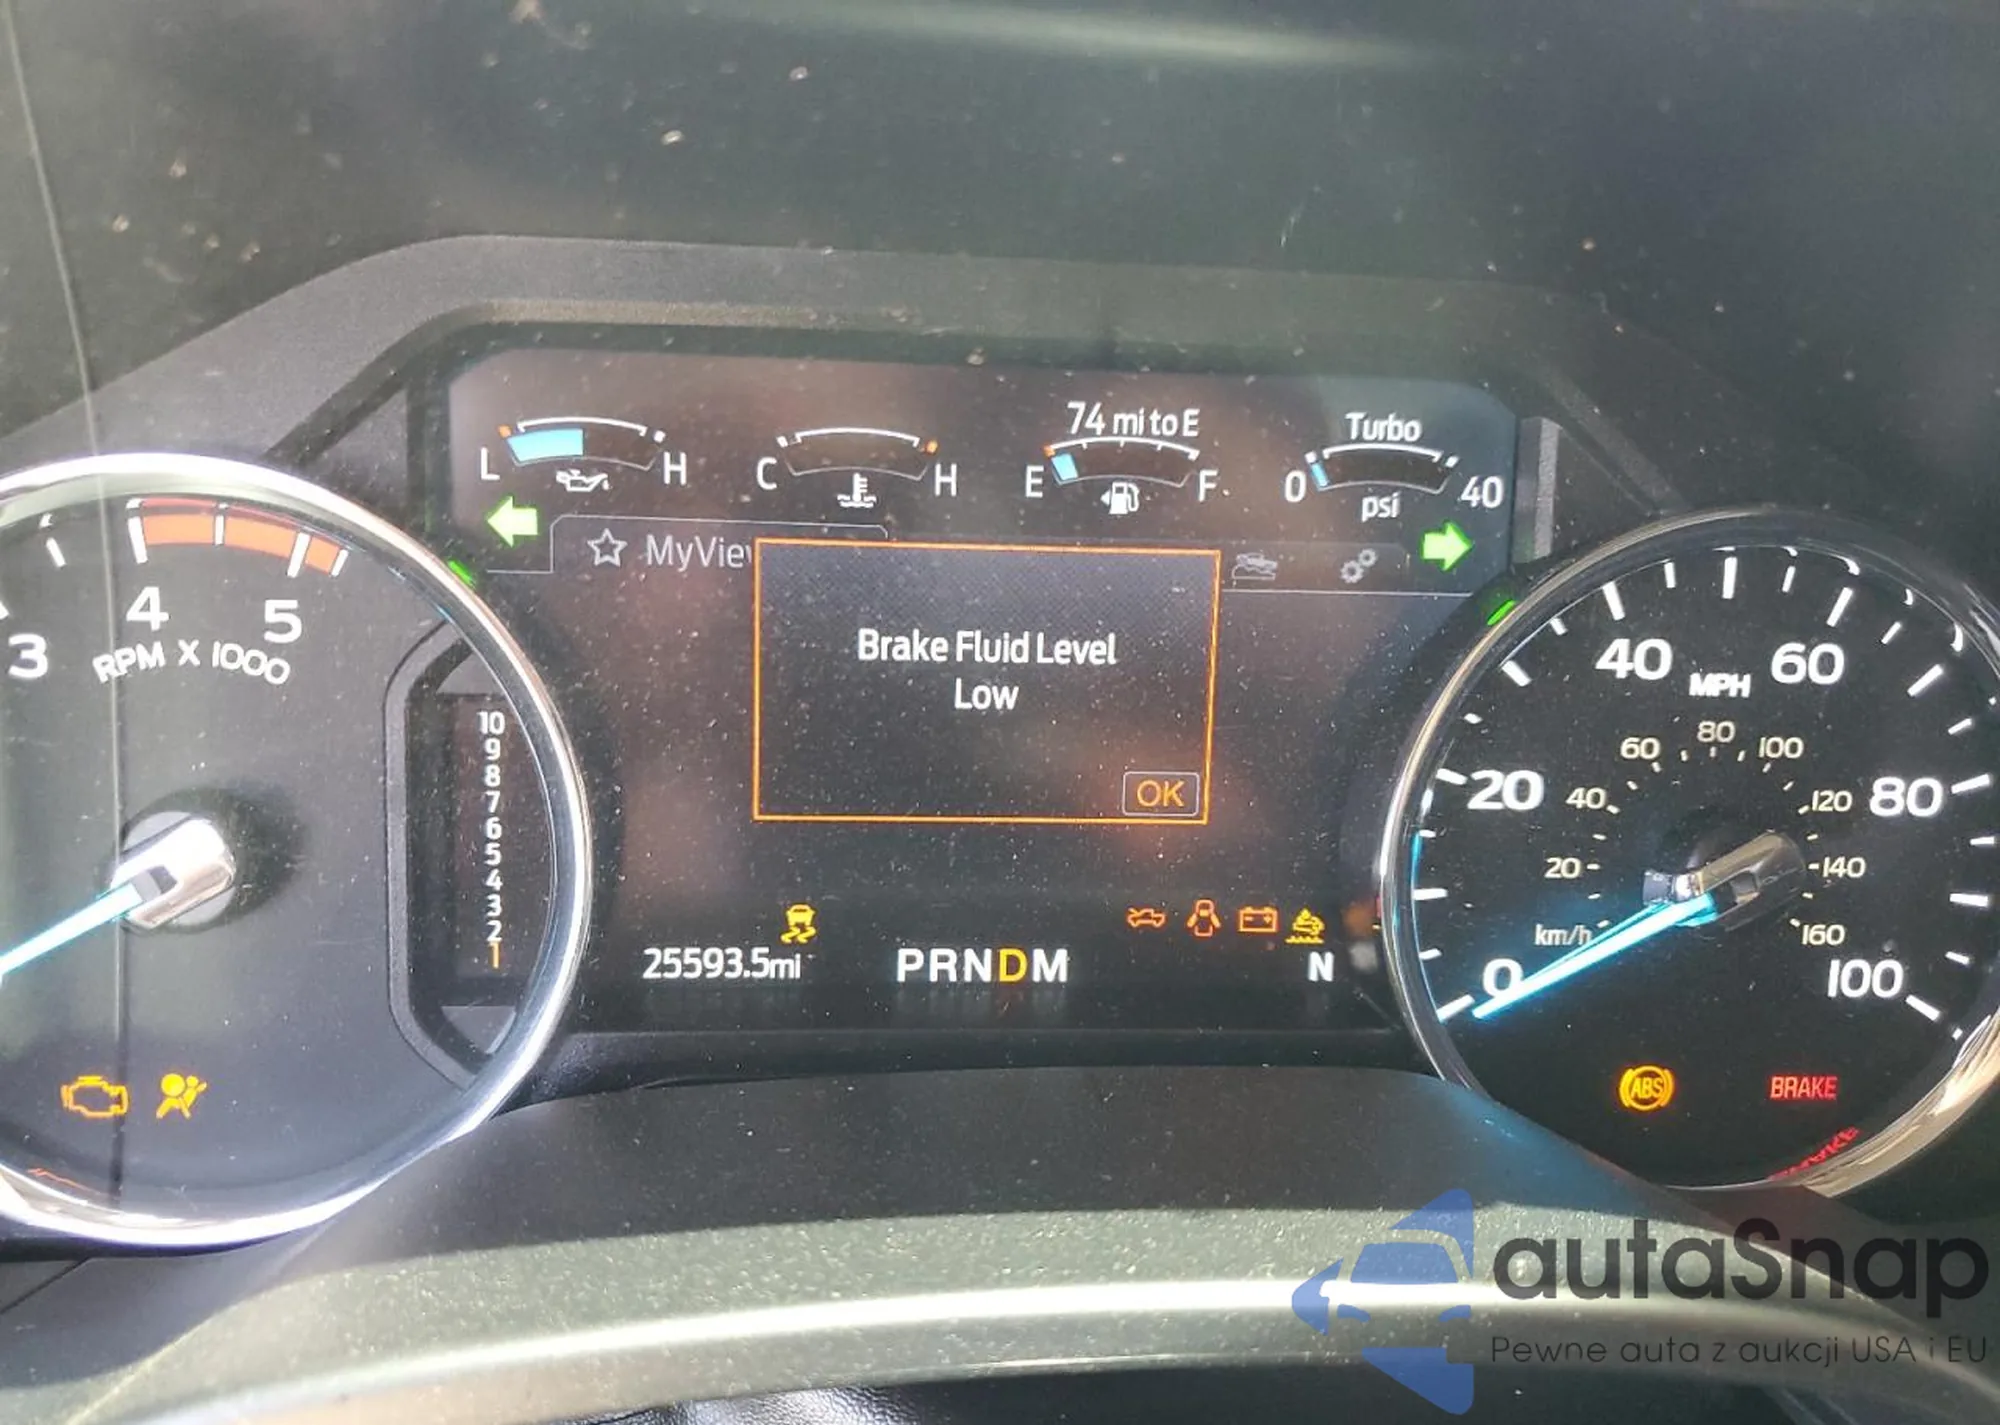 74 mi to E
Turbo
L H
C H
E F
0 40
psi
MyVie
Brake Fluid Level
Low
OK
3 4 5
RPM X 1000
10
9
8
7
6
5
4
3
2
1
25593.5mi
PRNDM
N
0 20 40 60 80 100
MPH
20 40 60 80 100 120 140 160
km/h
ABS
BRAKE
autaSnap
Pewne auta z aukcji USA i EU